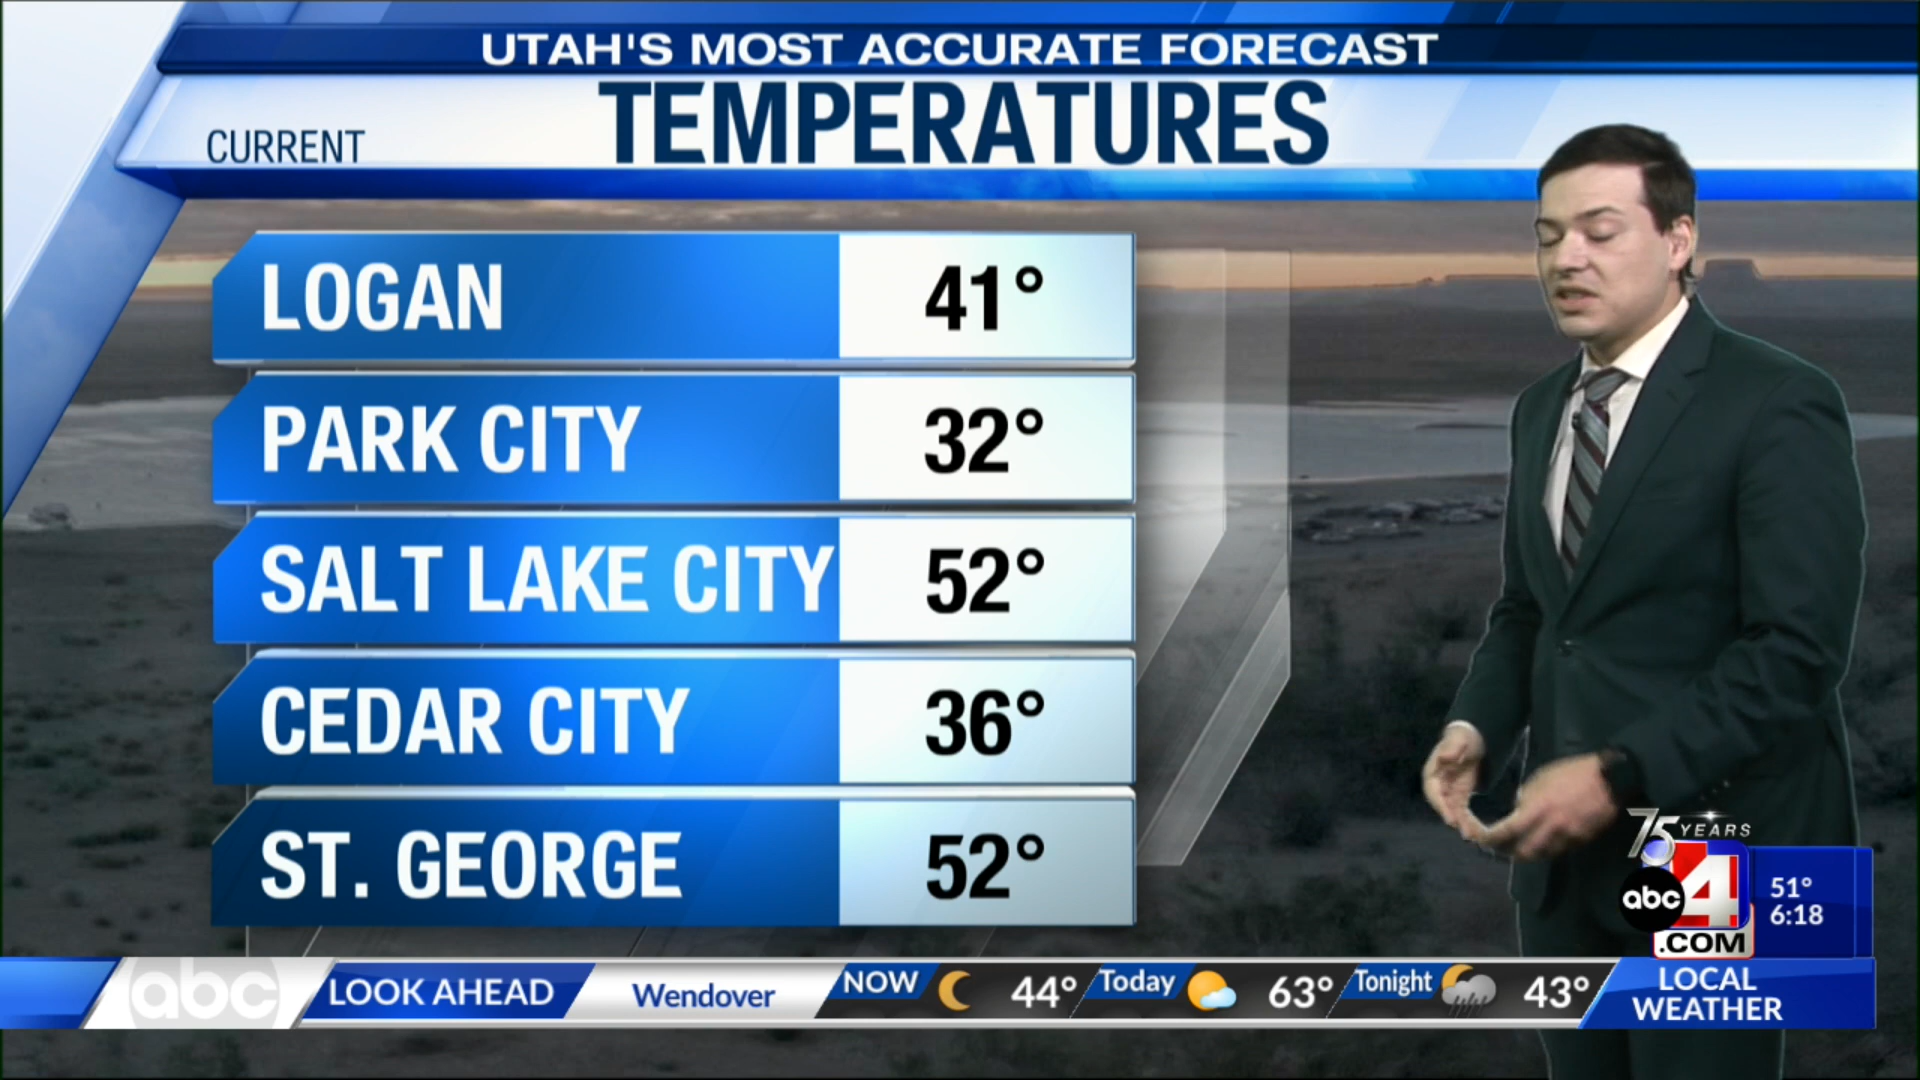 UTAH'S MOST ACCURATE FORECAST
CURRENT
TEMPERATURES
LOGAN 41°
PARK CITY 32°
SALT LAKE CITY 52°
CEDAR CITY 36°
ST. GEORGE 52°
75 YEARS
abc 4
.COM
51°
6:18
abc LOOK AHEAD Wendover NOW 44° Today 63° Tonight 43° LOCAL
WEATHER